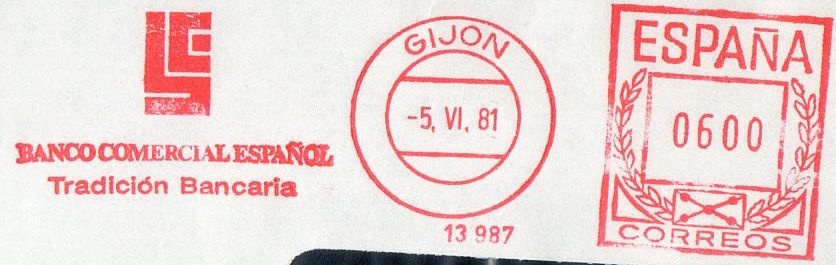 BANCO COMERCIAL ESPAÑOL
Tradición Bancaria
GIJON
-5. VI. 81
13 987
ESPAÑA
0600
CORREOS